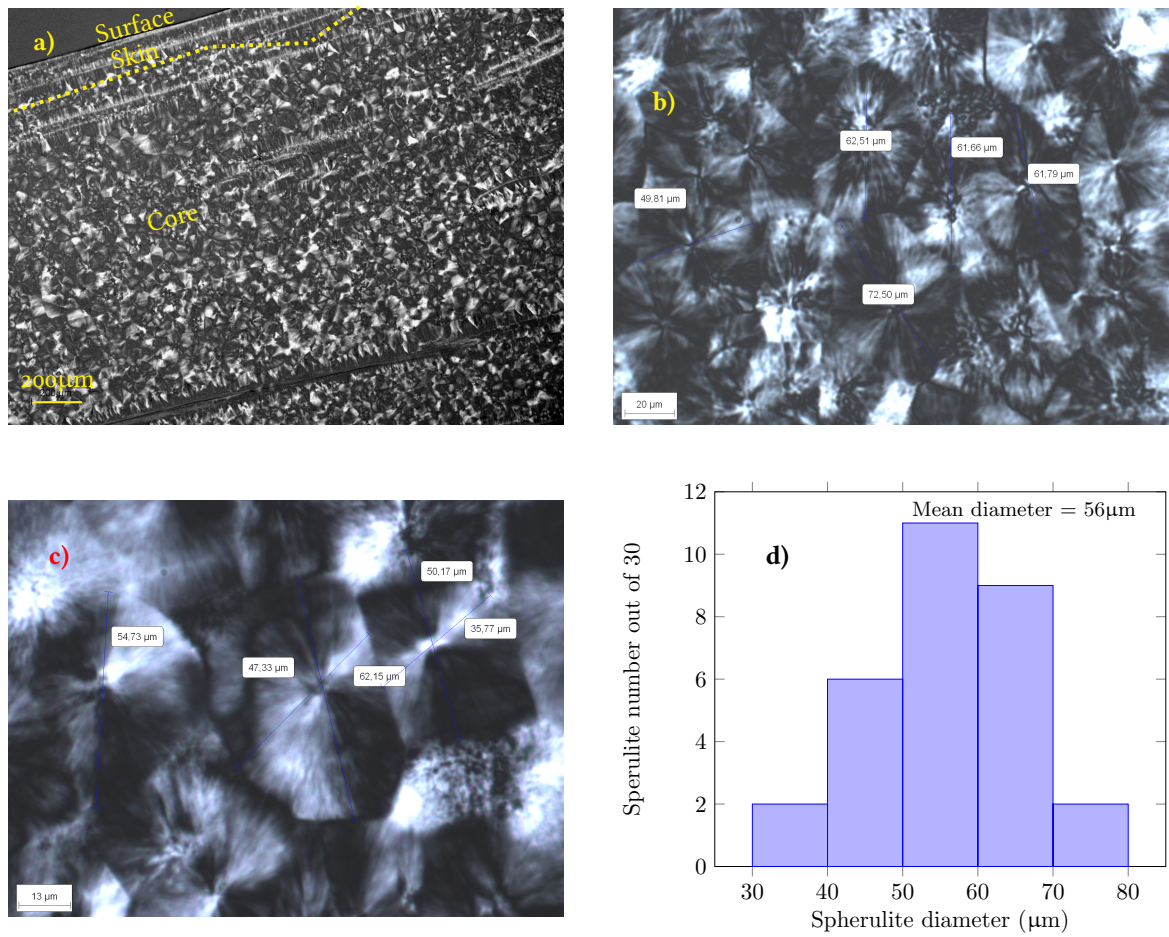 a)
Surface
Skin
Core
200µm
b)
62,51 µm
61,66 µm
61,79 µm
49,81 µm
72,50 µm
20 µm
c)
50,17 µm
54,73 µm
35,77 µm
47,33 µm
62,15 µm
13 µm
d)
Mean diameter = 56µm
Sperulite number out of 30
12
10
8
6
4
2
0
30 40 50 60 70 80
Spherulite diameter (µm)